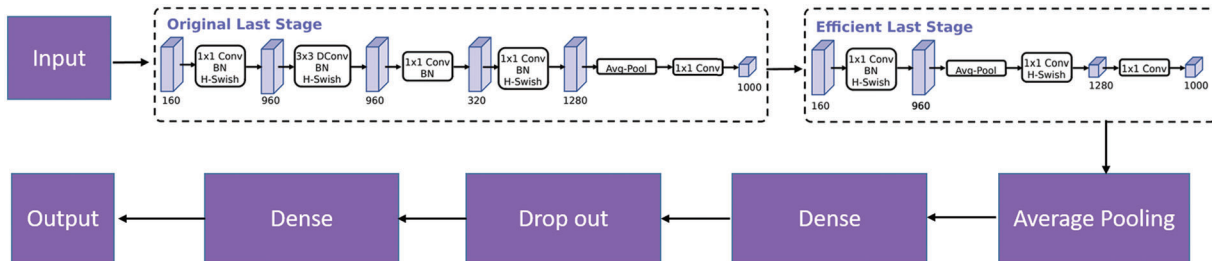 Input
Original Last Stage
1x1 Conv
BN
H-Swish
3x3 DConv
BN
H-Swish
1x1 Conv
BN
1x1 Conv
BN
H-Swish
Avg-Pool
1x1 Conv
160
960
960
320
1280
1000
Efficient Last Stage
1x1 Conv
BN
H-Swish
Avg-Pool
1x1 Conv
H-Swish
1x1 Conv
160
960
1280
1000
Average Pooling
Dense
Drop out
Dense
Output